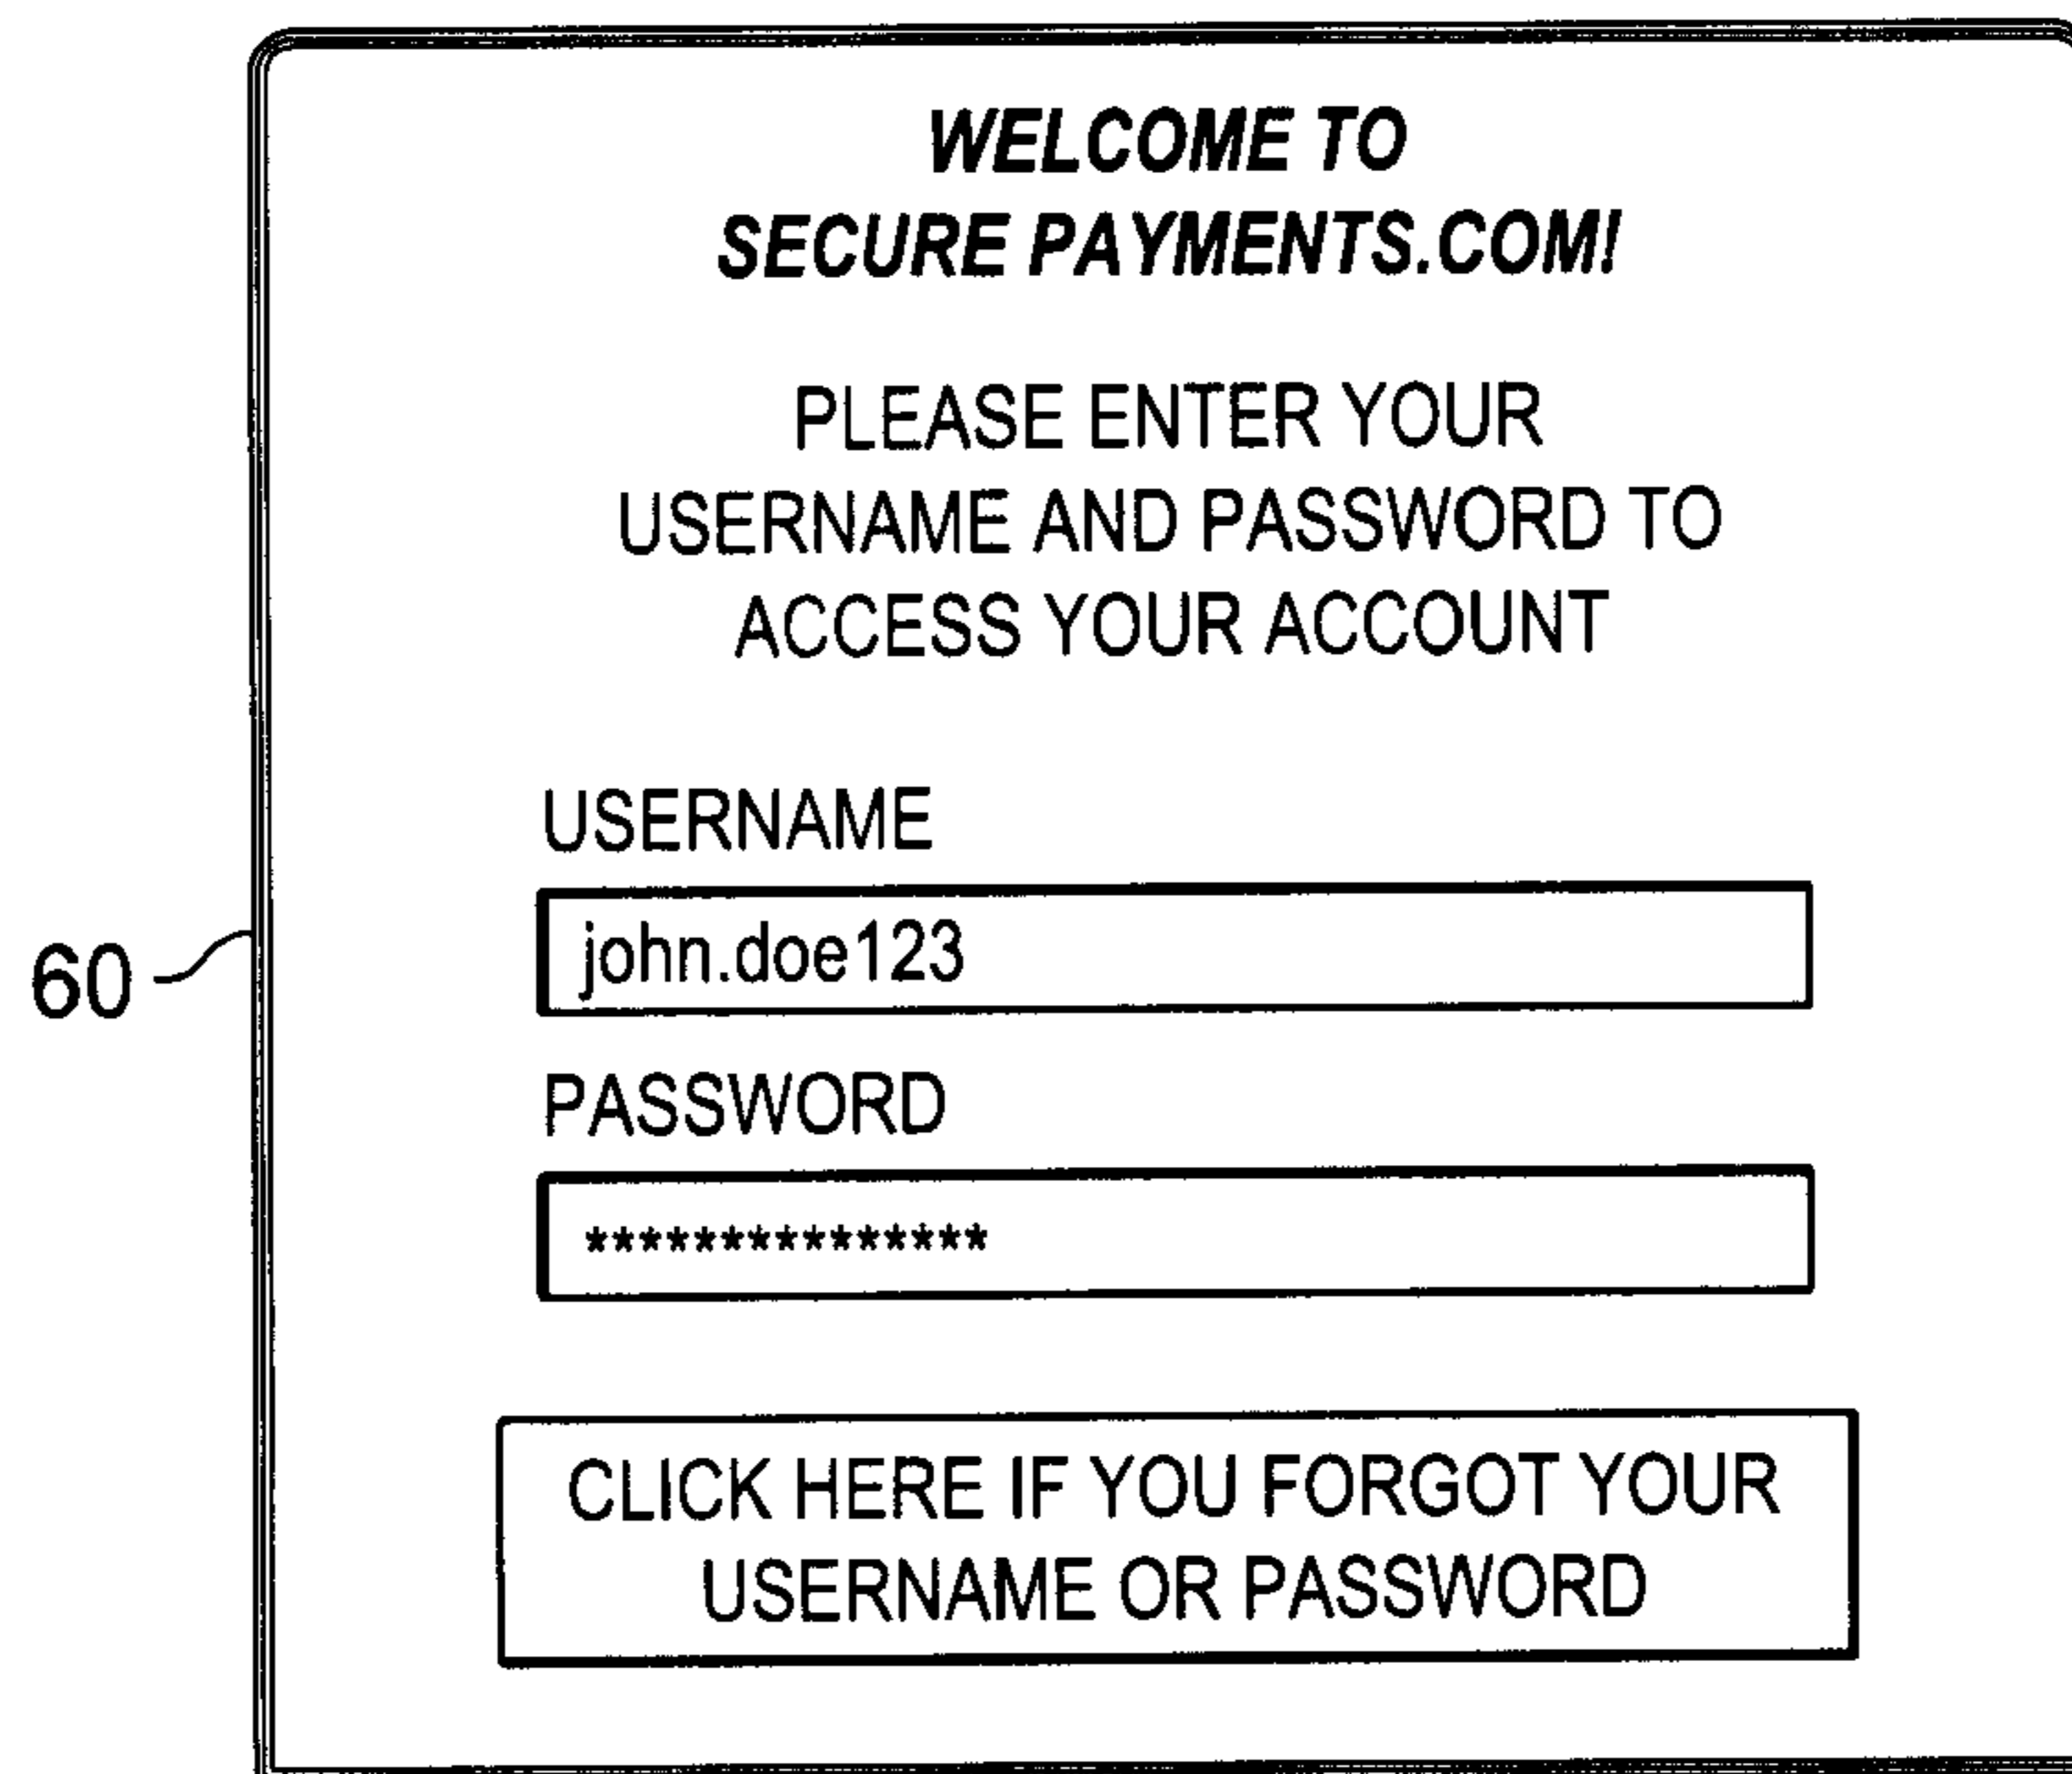 WELCOME TO
SECURE PAYMENTS.COM!
PLEASE ENTER YOUR
USERNAME AND PASSWORD TO
ACCESS YOUR ACCOUNT
USERNAME
john.doe123
60
PASSWORD
***************
CLICK HERE IF YOU FORGOT YOUR
USERNAME OR PASSWORD